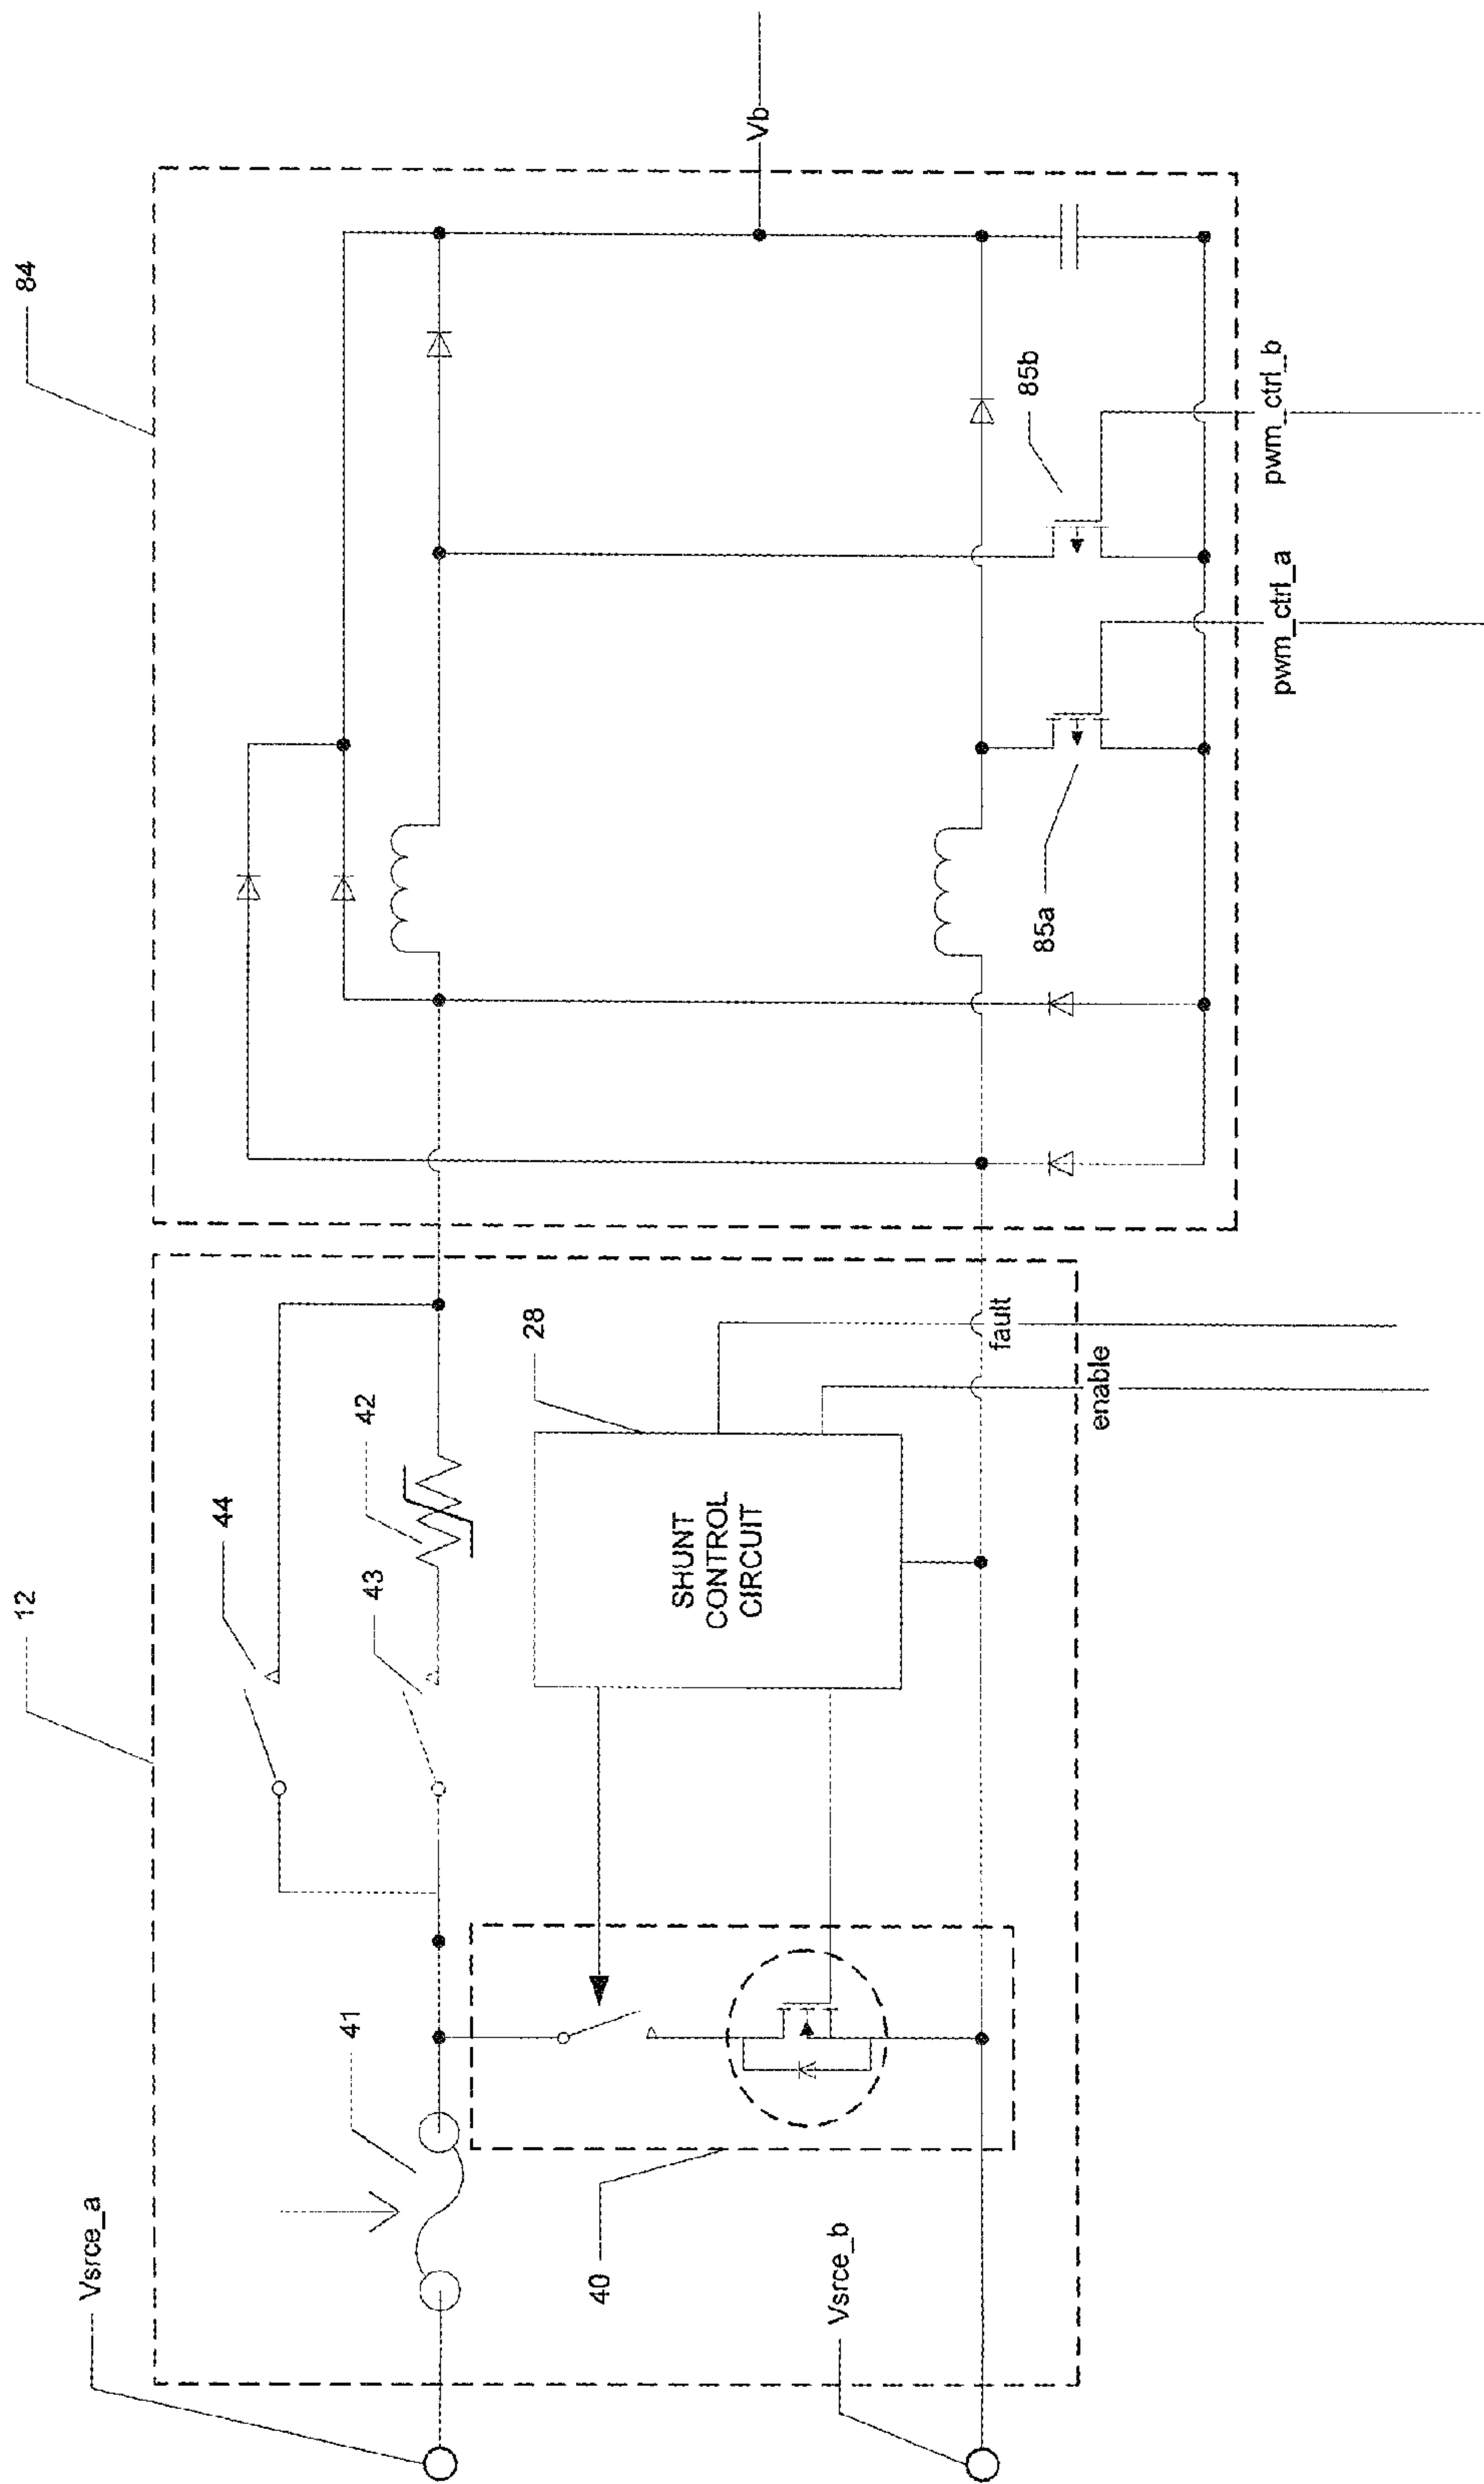 84
12
Vb
44
42
28
43
41
SHUNT
CONTROL
CIRCUIT
Vsrce_a
40
Vsrce_b
fault
enable
85b
85a
pwm_ctrl_b
pwm_ctrl_a